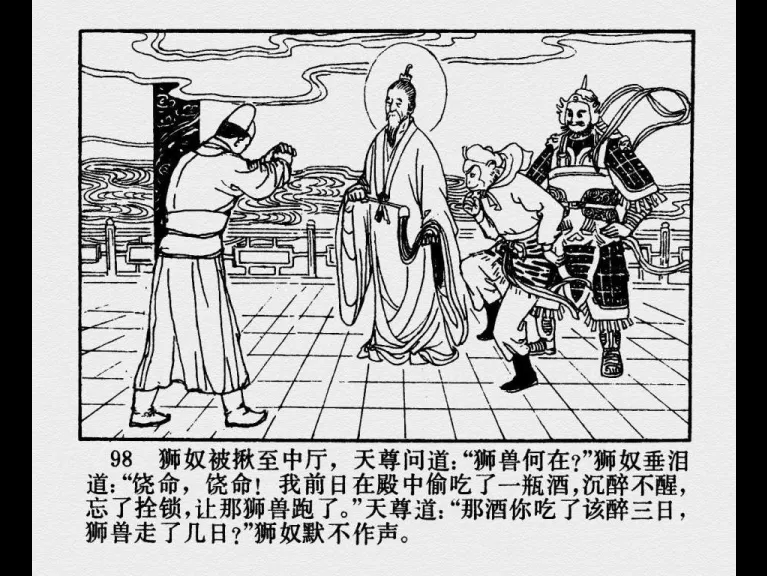 98 狮奴被揪至中厅，天尊问道：“狮兽何在？”狮奴垂泪
道：“饶命，饶命！我前日在殿中偷吃了一瓶酒，沉醉不醒，
忘了拴锁，让那狮兽跑了。”天尊道：“那酒你吃了该醉三日，
狮兽走了几日？”狮奴默不作声。